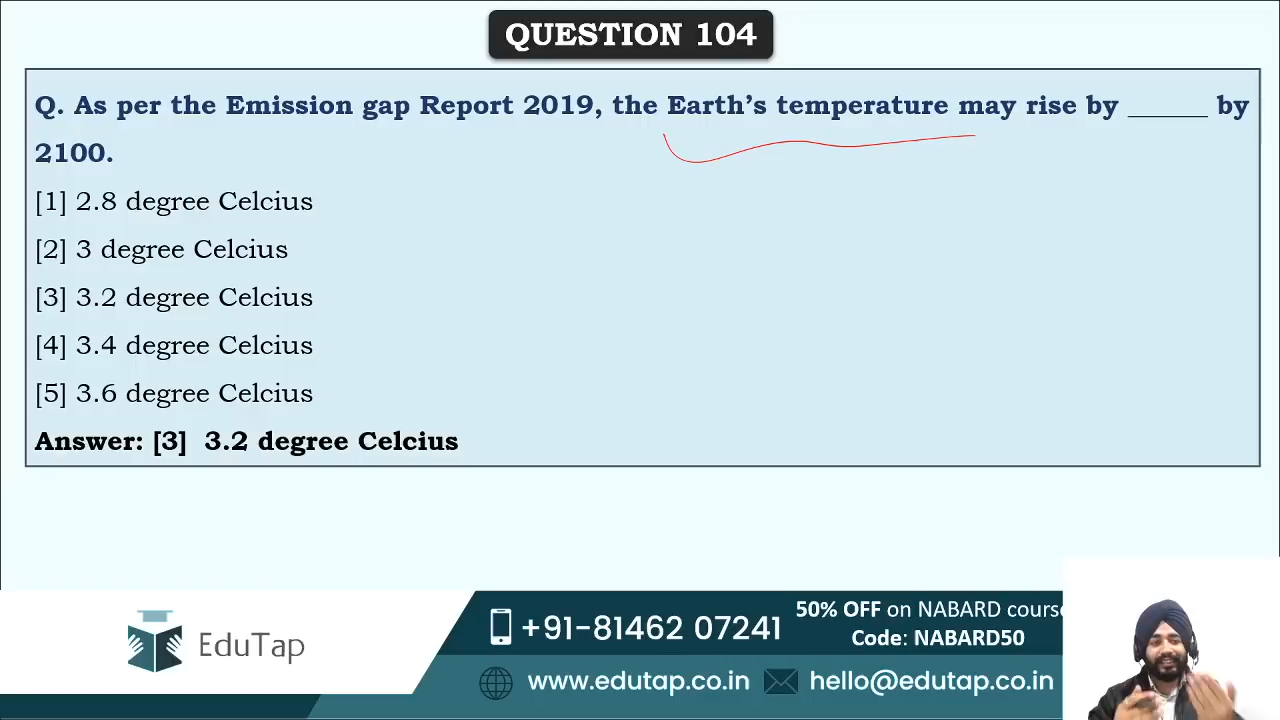 QUESTION 104
Q. As per the Emission gap Report 2019, the Earth's temperature may rise by ______ by
2100.
[1] 2.8 degree Celcius
[2] 3 degree Celcius
[3] 3.2 degree Celcius
[4] 3.4 degree Celcius
[5] 3.6 degree Celcius
Answer: [3] 3.2 degree Celcius
EduTap
+91-81462 07241
50% OFF on NABARD course
Code: NABARD50
www.edutap.co.in
hello@edutap.co.in